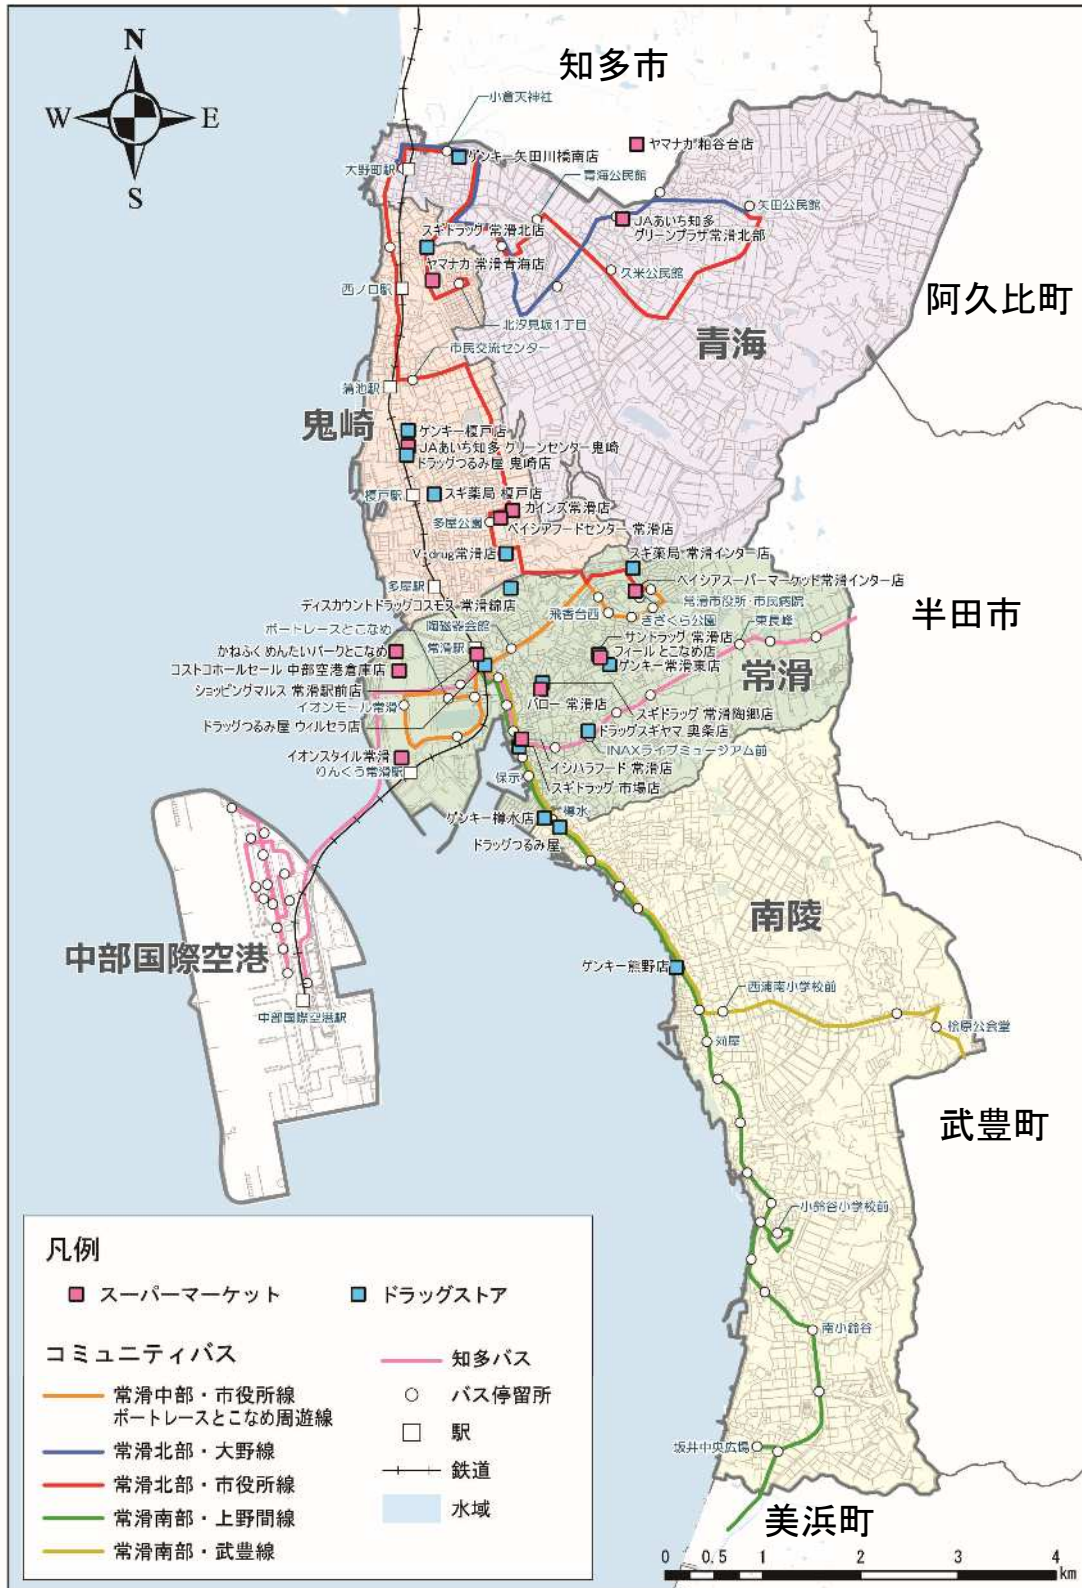 知多市
N
W
E
S
小倉天神社
ヤマナカ 粕谷台店
ゲンキー矢田川橋南店
大野町駅
青海公民館
矢田公民館
JAあいち知多
グリーンプラザ常滑北部
スギドラッグ 常滑北店
ヤマナカ 常滑青海店
久米公民館
西ノ口駅
阿久比町
北汐見坂1丁目
青海
市民交流センター
蒲池駅
鬼崎
ゲンキー榎戸店
JAあいち知多 グリーンセンター鬼崎
ドラッグつるみ屋 鬼崎店
榎戸駅
スギ薬局 榎戸店
カインズ常滑店
多屋公園
ベイシアフードセンター 常滑店
V・drug常滑店
スギ薬局 常滑インター店
多屋駅
ベイシアスーパーマーケット常滑インター店
ディスカウントドラッグコスモス 常滑錦店
常滑市役所・市民病院
半田市
飛香台西
きざくら公園
ボートレースとこなめ
陶磁器会館
東長峰
サンドラッグ 常滑店
かねふく めんたいパークとこなめ
常滑駅
フィール とこなめ店
ゲンキー常滑東店
コストコホールセール 中部空港倉庫店
常滑
ショッピングマルス 常滑駅前店
イオンモール常滑
バロー 常滑店
スギドラッグ 常滑陶郷店
ドラッグつるみ屋 ウィルセラ店
ドラッグスギヤマ 奥条店
INAXライブミュージアム前
イオンスタイル常滑
りんくう常滑駅
イシハラフード 常滑店
保示
スギドラッグ 市場店
ゲンキー樽水店
樽水
ドラッグつるみ屋
南陵
中部国際空港
ゲンキー熊野店
西浦南小学校前
中部国際空港駅
桧原公会堂
苅屋
武豊町
小鈴谷小学校前
南小鈴谷
坂井中央広場
美浜町
凡例
スーパーマーケット
ドラッグストア
コミュニティバス
知多バス
常滑中部・市役所線
ボートレースとこなめ周遊線
バス停留所
駅
常滑北部・大野線
鉄道
常滑北部・市役所線
水域
常滑南部・上野間線
常滑南部・武豊線
0 0.5 1 2 3 4
km